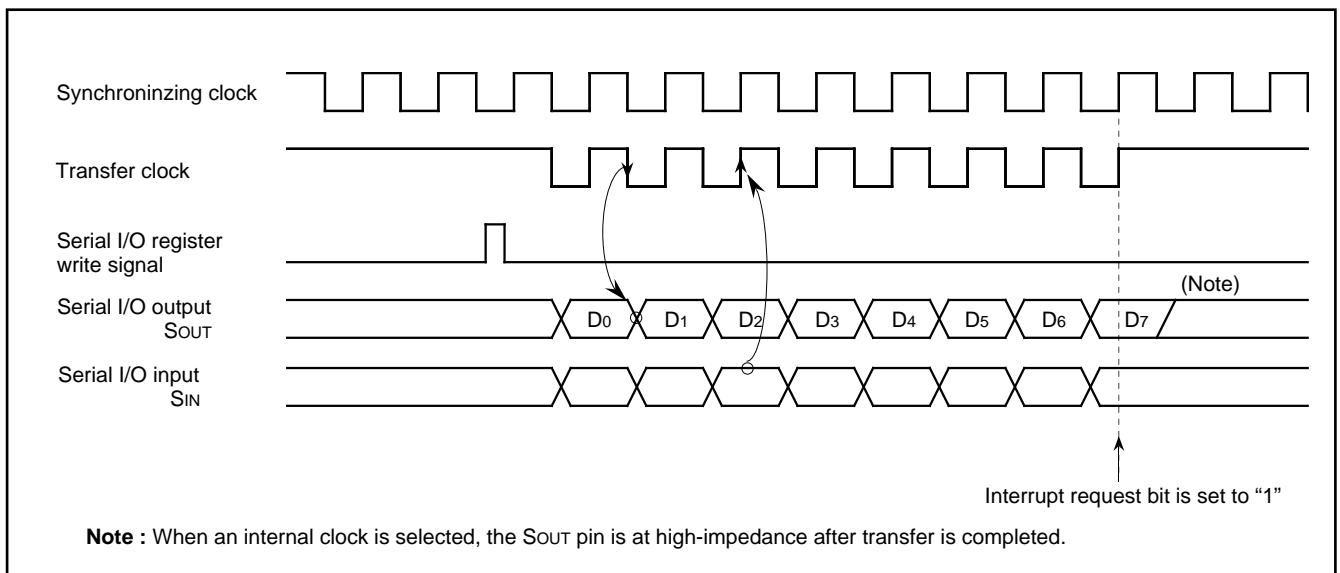 Synchroninzing clock
Transfer clock
Serial I/O register
write signal
(Note)
Serial I/O output
SOUT
D0 D1 D2 D3 D4 D5 D6 D7
Serial I/O input
SIN
Interrupt request bit is set to “1”
Note : When an internal clock is selected, the SOUT pin is at high-impedance after transfer is completed.